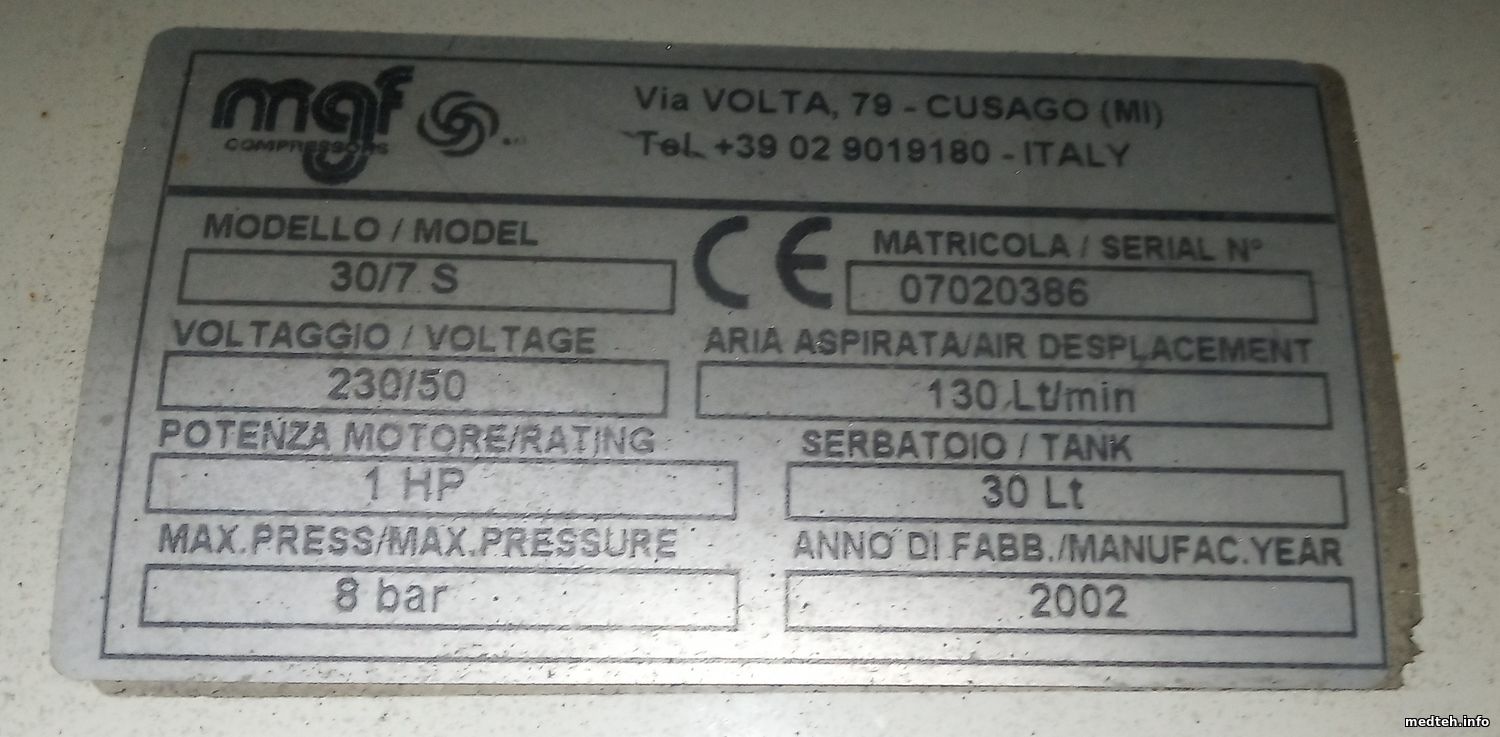 mgf
COMPRESSORS
Via VOLTA, 79 - CUSAGO (MI)
Tel. +39 02 9019180 - ITALY
MODELLO / MODEL
30/7 S
CE
MATRICOLA / SERIAL N°
07020386
VOLTAGGIO / VOLTAGE
230/50
ARIA ASPIRATA/AIR DESPLACEMENT
130 Lt/min
POTENZA MOTORE/RATING
1 HP
SERBATOIO / TANK
30 Lt
MAX.PRESS/MAX.PRESSURE
8 bar
ANNO DI FABB./MANUFAC.YEAR
2002
medteh.info